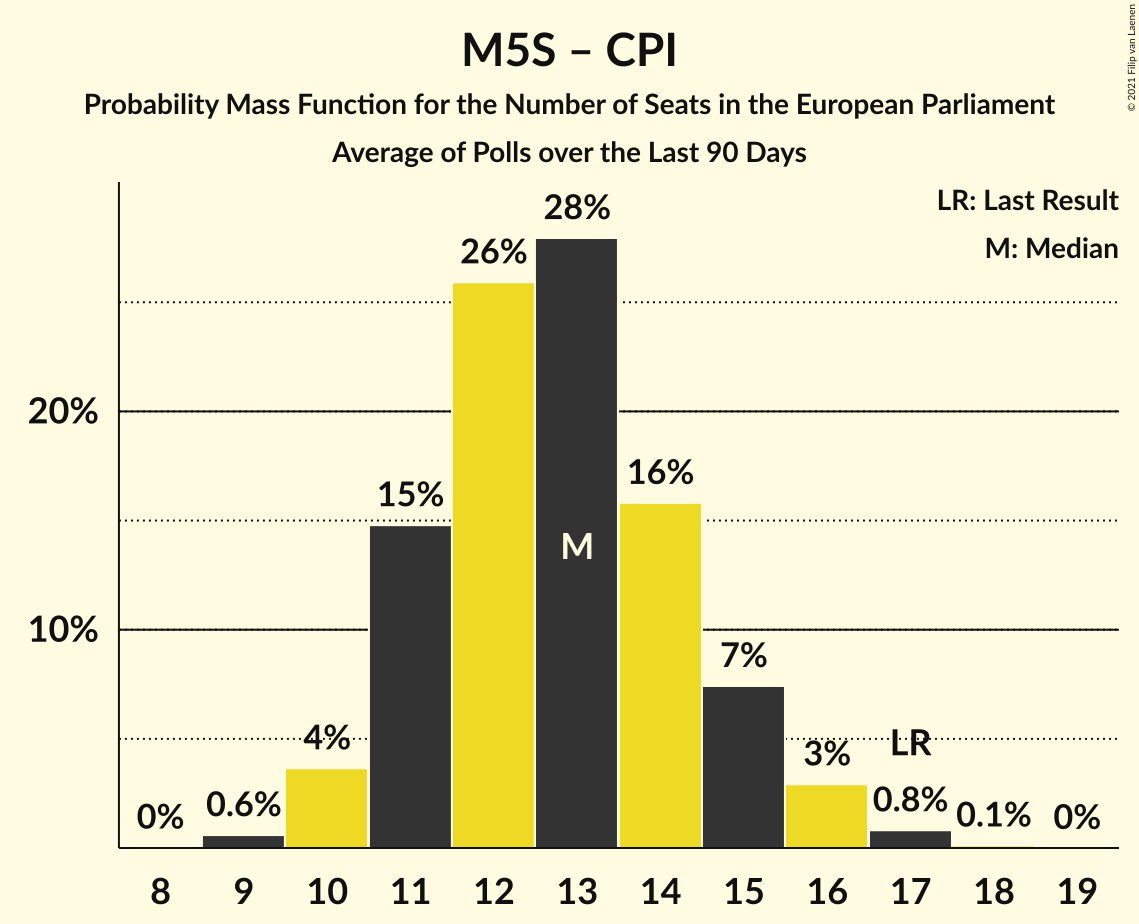 M5S – CPI
Probability Mass Function for the Number of Seats in the European Parliament
Average of Polls over the Last 90 Days
© 2021 Filip van Laenen
LR: Last Result
M: Median
20%
10%
0%
0.6%
4%
15%
26%
28%
M
16%
7%
3%
LR
0.8%
0.1%
0%
8 9 10 11 12 13 14 15 16 17 18 19